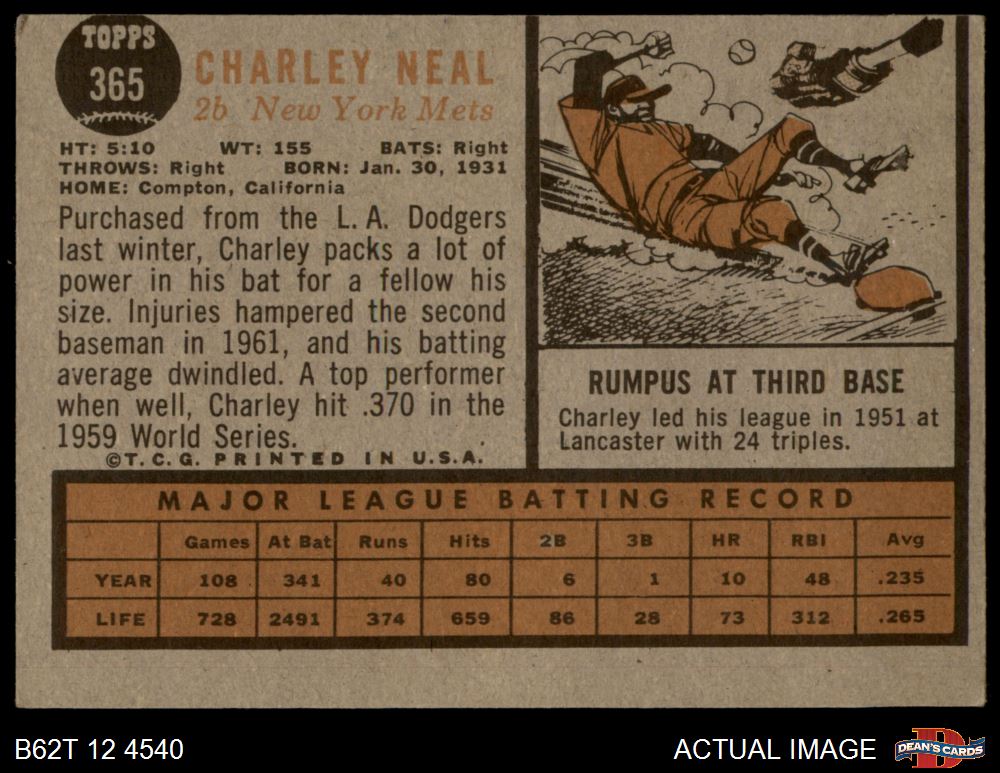 TOPPS
365
CHARLEY NEAL
2b New York Mets
HT: 5:10 WT: 155 BATS: Right
THROWS: Right BORN: Jan. 30, 1931
HOME: Compton, California
Purchased from the L. A. Dodgers
last winter, Charley packs a lot of
power in his bat for a fellow his
size. Injuries hampered the second
baseman in 1961, and his batting
average dwindled. A top performer
when well, Charley hit .370 in the
1959 World Series.
©T. C. G. PRINTED IN U. S. A.
RUMPUS AT THIRD BASE
Charley led his league in 1951 at
Lancaster with 24 triples.
MAJOR LEAGUE BATTING RECORD
Games At Bat Runs Hits 2B 3B HR RBI Avg
YEAR 108 341 40 80 6 1 10 48 .235
LIFE 728 2491 374 659 86 28 73 312 .265
B62T 12 4540
ACTUAL IMAGE
D
DEAN'S CARDS